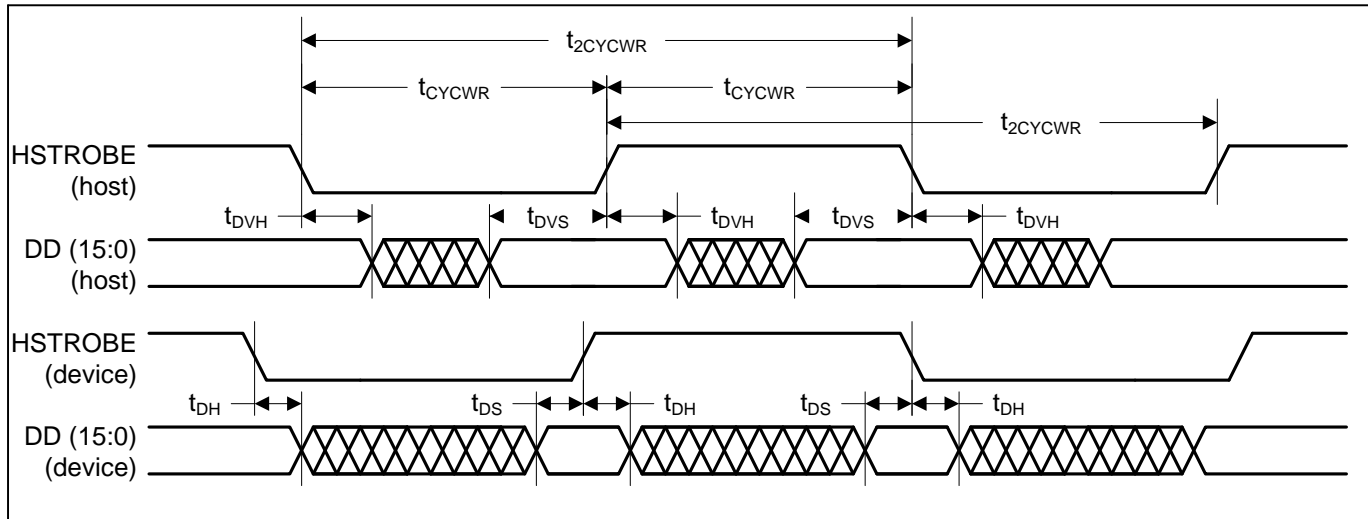 t2CYCWR
tCYCWR tCYCWR
t2CYCWR
HSTROBE
(host)
tDVH tDVS tDVH tDVS tDVH
DD (15:0)
(host)
HSTROBE
(device)
tDH tDS tDH tDS tDH
DD (15:0)
(device)